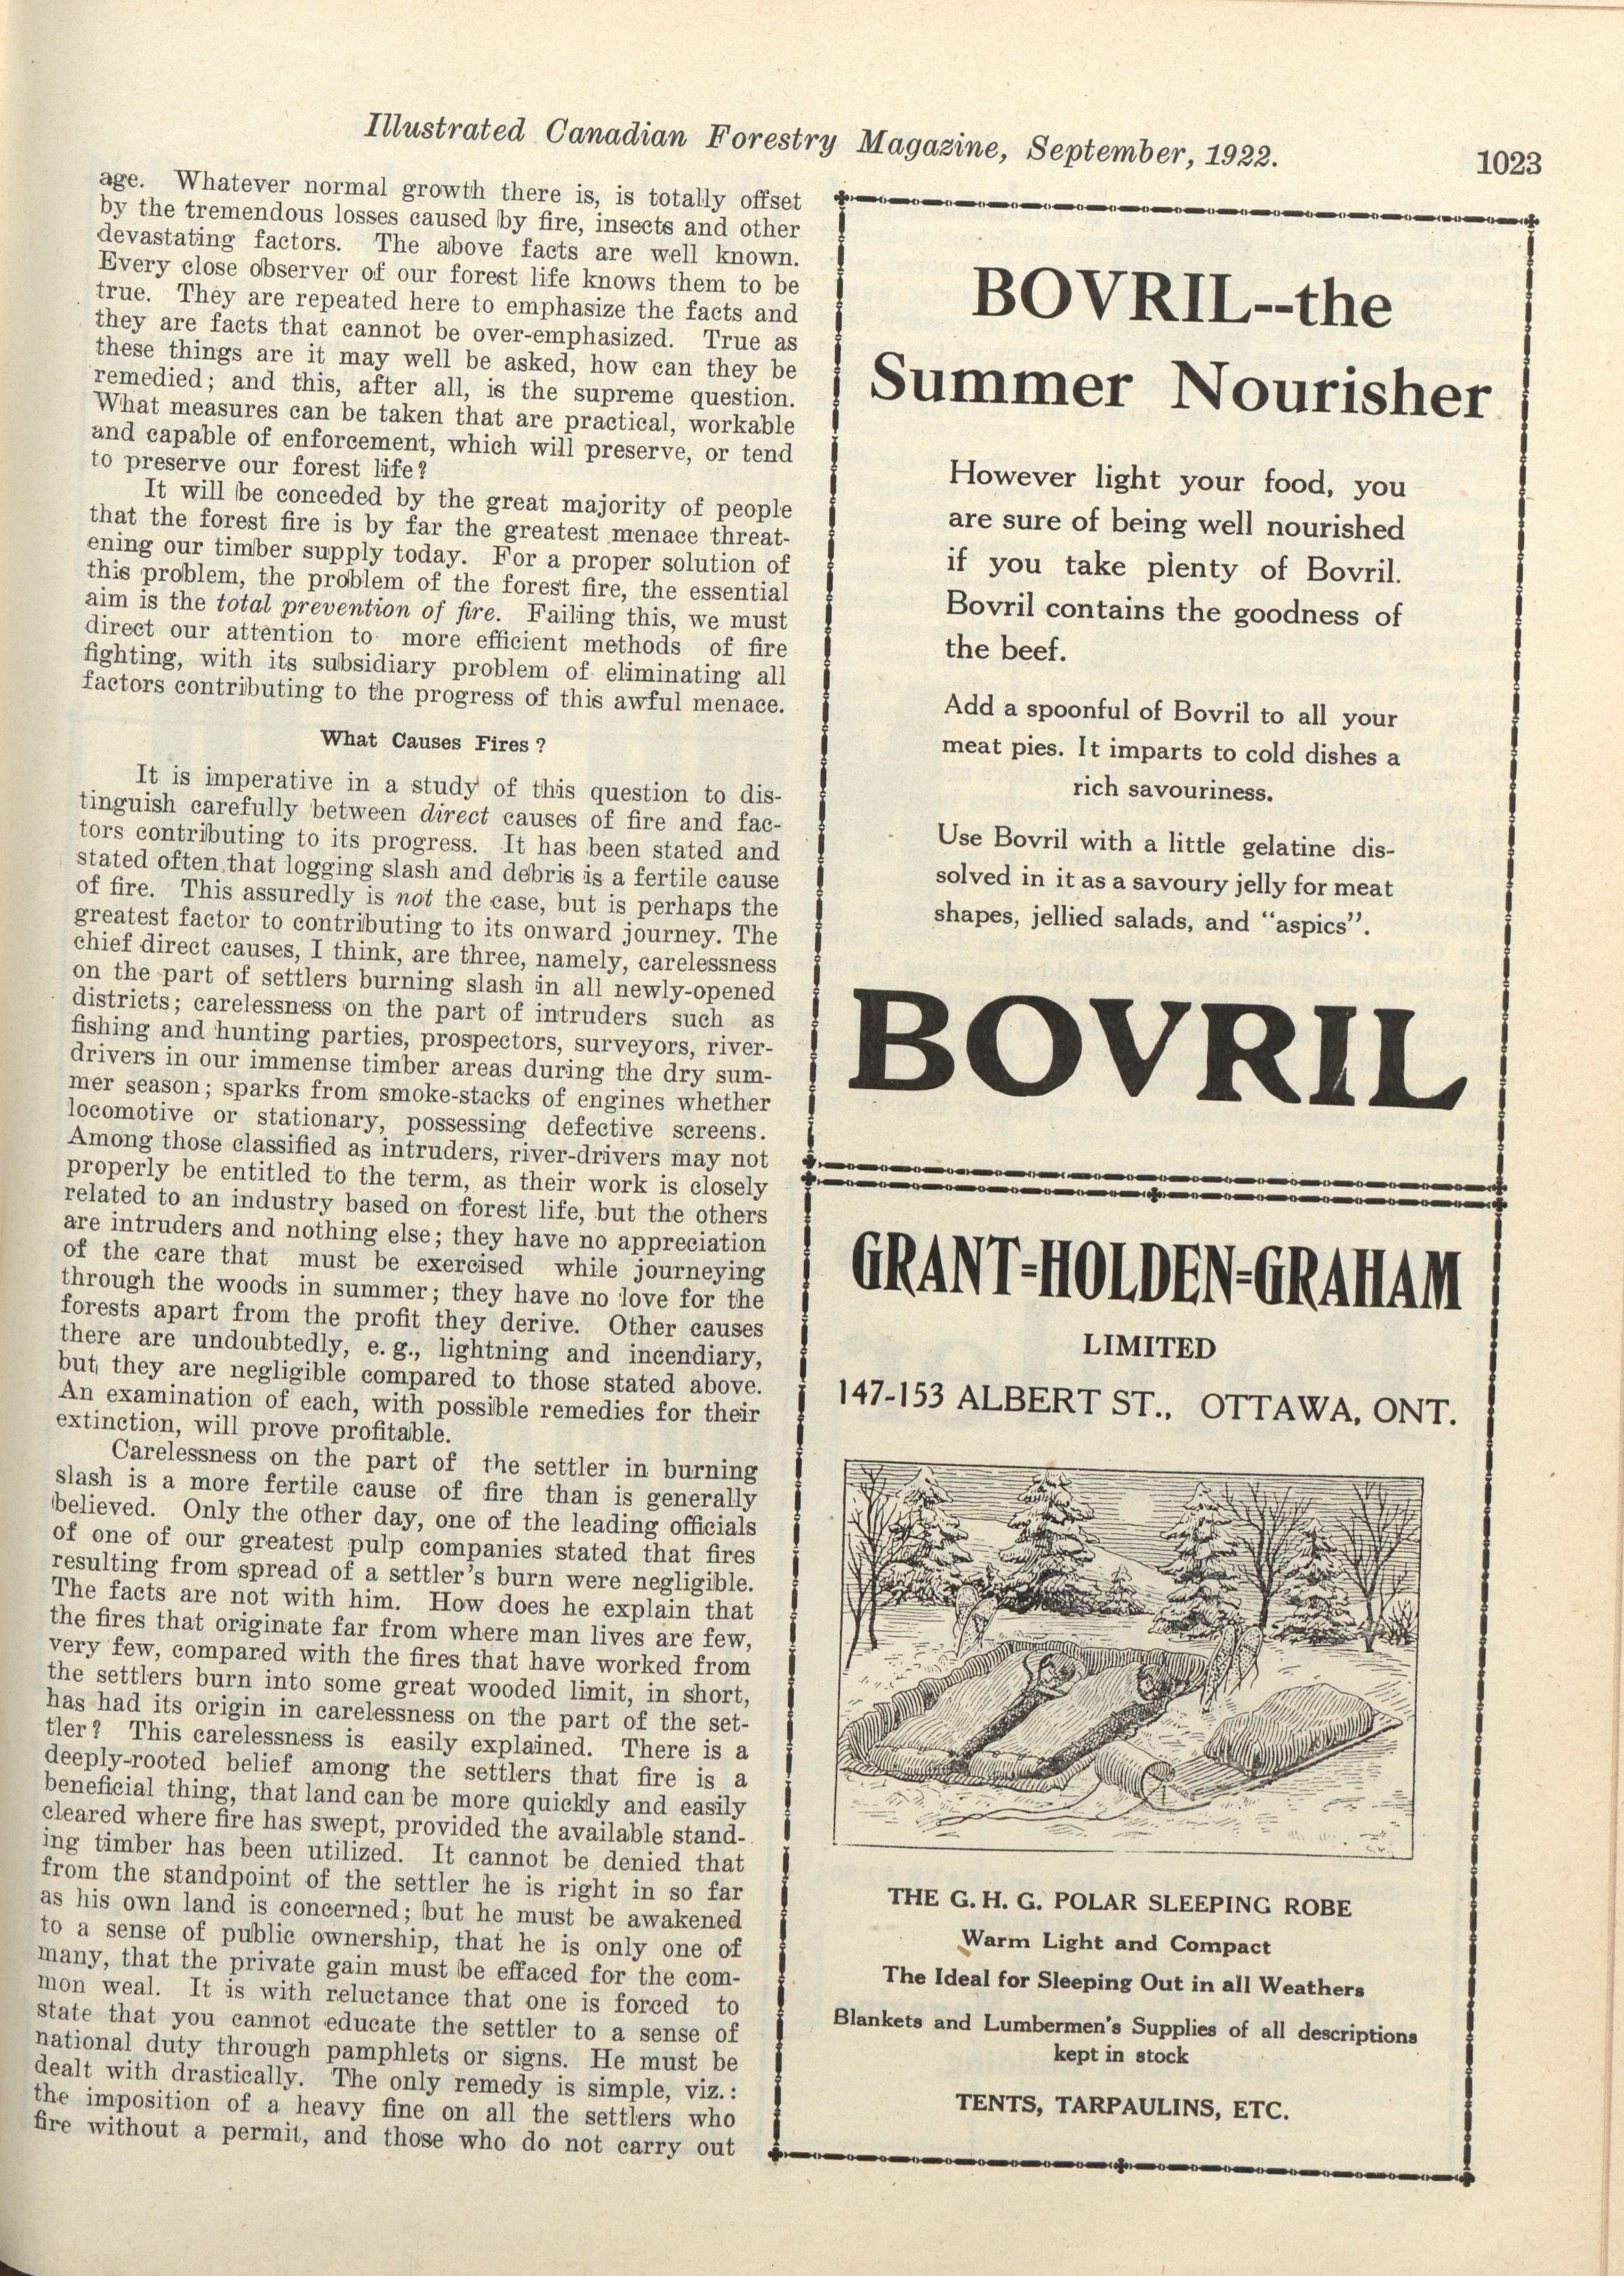 Illustrated Canadian Forestry Magazine, September, 1922.
1023
age. Whatever normal growth there is, is totally offset
by the tremendous losses caused by fire, insects and other
devastating factors. The above facts are well known.
Every close observer of our forest life knows them to be
true. They are repeated here to emphasize the facts and
they are facts that cannot be over-emphasized. True as
these things are it may well be asked, how can they be
remedied; and this, after all, is the supreme question.
What measures can be taken that are practical, workable
and capable of enforcement, which will preserve, or tend
to preserve our forest life?
It will be conceded by the great majority of people
that the forest fire is by far the greatest menace threat-
ening our timber supply today. For a proper solution of
this problem, the problem of the forest fire, the essential
aim is the total prevention of fire. Failing this, we must
direct our attention to more efficient methods of fire
fighting, with its subsidiary problem of eliminating all
factors contributing to the progress of this awful menace.
What Causes Fires?
It is imperative in a study of this question to dis-
tinguish carefully between direct causes of fire and fac-
tors contributing to its progress. It has been stated and
stated often that logging slash and debris is a fertile cause
of fire. This assuredly is not the case, but is perhaps the
greatest factor to contributing to its onward journey. The
chief direct causes, I think, are three, namely, carelessness
on the part of settlers burning slash in all newly-opened
districts; carelessness on the part of intruders such as
fishing and hunting parties, prospectors, surveyors, river-
drivers in our immense timber areas during the dry sum-
mer season; sparks from smoke-stacks of engines whether
locomotive or stationary, possessing defective screens.
Among those classified as intruders, river-drivers may not
properly be entitled to the term, as their work is closely
related to an industry based on forest life, but the others
are intruders and nothing else; they have no appreciation
of the care that must be exercised while journeying
through the woods in summer; they have no love for the
forests apart from the profit they derive. Other causes
there are undoubtedly, e. g., lightning and incendiary,
but they are negligible compared to those stated above.
An examination of each, with possible remedies for their
extinction, will prove profitable.
Carelessness on the part of the settler in burning
slash is a more fertile cause of fire than is generally
believed. Only the other day, one of the leading officials
of one of our greatest pulp companies stated that fires
resulting from spread of a settler's burn were negligible.
The facts are not with him. How does he explain that
the fires that originate far from where man lives are few,
very few, compared with the fires that have worked from
the settlers burn into some great wooded limit, in short,
has had its origin in carelessness on the part of the set-
tler? This carelessness is easily explained. There is a
deeply-rooted belief among the settlers that fire is a
beneficial thing, that land can be more quickly and easily
cleared where fire has swept, provided the available stand-
ing timber has been utilized. It cannot be denied that
from the standpoint of the settler he is right in so far
as his own land is concerned; but he must be awakened
to a sense of public ownership, that he is only one of
many, that the private gain must be effaced for the com-
mon weal. It is with reluctance that one is forced to
state that you cannot educate the settler to a sense of
national duty through pamphlets or signs. He must be
dealt with drastically. The only remedy is simple, viz.:
the imposition of a heavy fine on all the settlers who
fire without a permit, and those who do not carry out
BOVRIL--the
Summer Nourisher
However light your food, you
are sure of being well nourished
if you take plenty of Bovril.
Bovril contains the goodness of
the beef.
Add a spoonful of Bovril to all your
meat pies. It imparts to cold dishes a
rich savouriness.
Use Bovril with a little gelatine dis-
solved in it as a savoury jelly for meat
shapes, jellied salads, and "aspics".
BOVRIL
GRANT=HOLDEN=GRAHAM
LIMITED
147-153 ALBERT ST., OTTAWA, ONT.
THE G. H. G. POLAR SLEEPING ROBE
Warm Light and Compact
The Ideal for Sleeping Out in all Weathers
Blankets and Lumbermen's Supplies of all descriptions
kept in stock
TENTS, TARPAULINS, ETC.